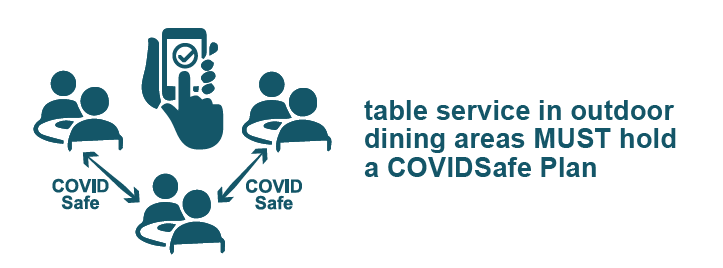 COVID
Safe
COVID
Safe
table service in outdoor
dining areas MUST hold
a COVIDSafe Plan